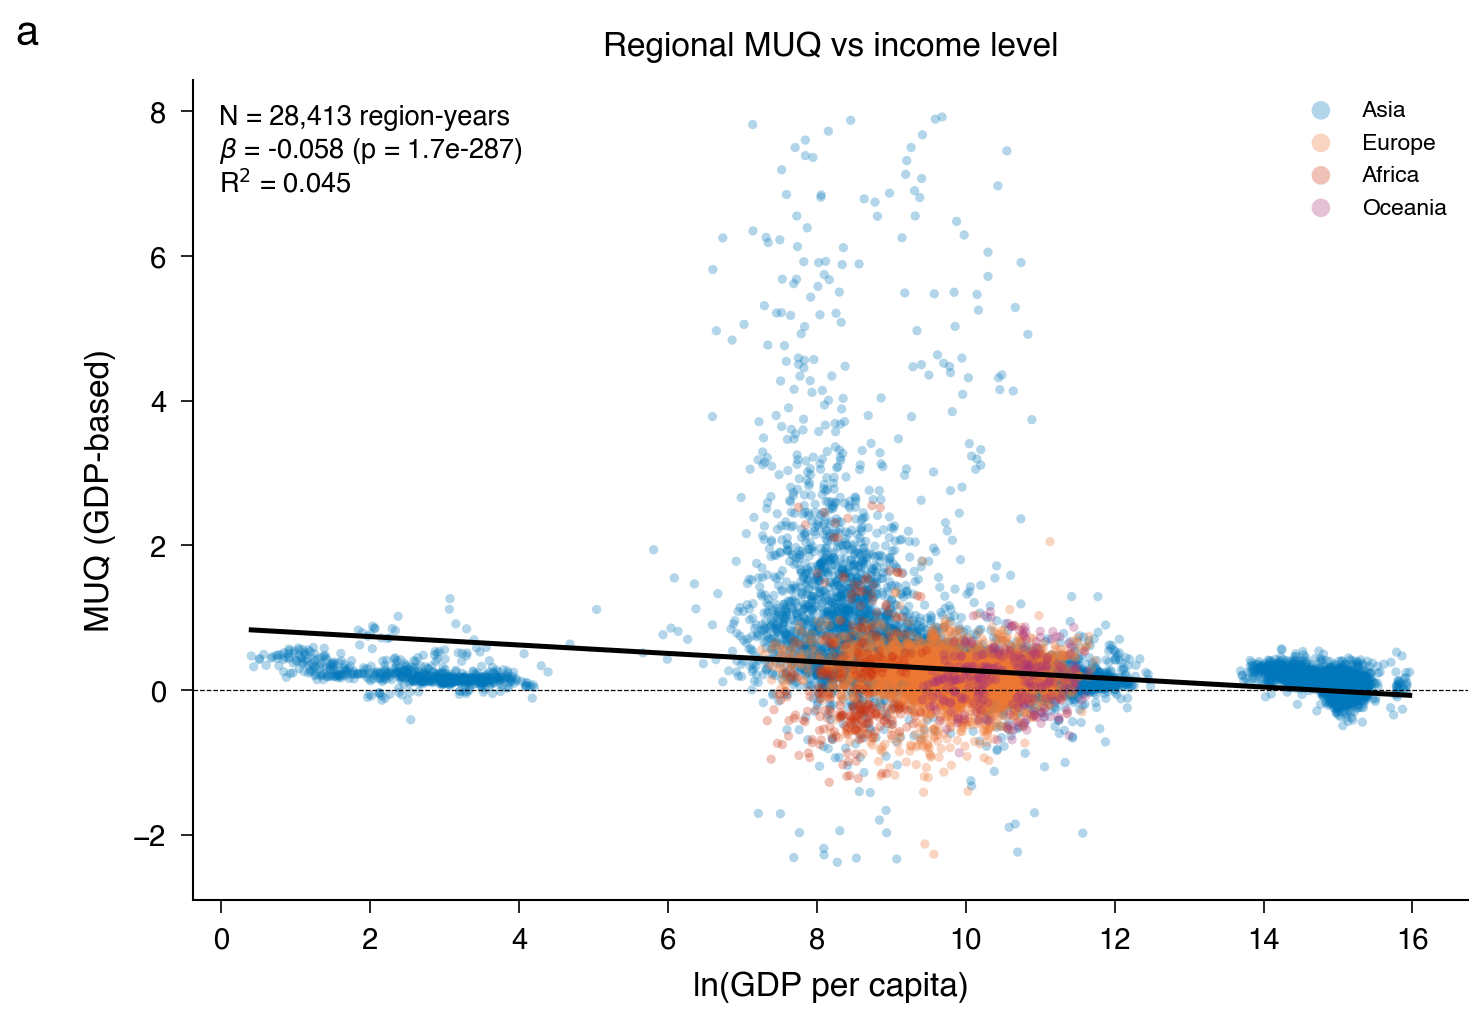 a
Regional MUQ vs income level
N = 28,413 region-years
β = -0.058 (p = 1.7e-287)
R² = 0.045
Asia
Europe
Africa
Oceania
MUQ (GDP-based)
8
6
4
2
0
−2
0 2 4 6 8 10 12 14 16
ln(GDP per capita)